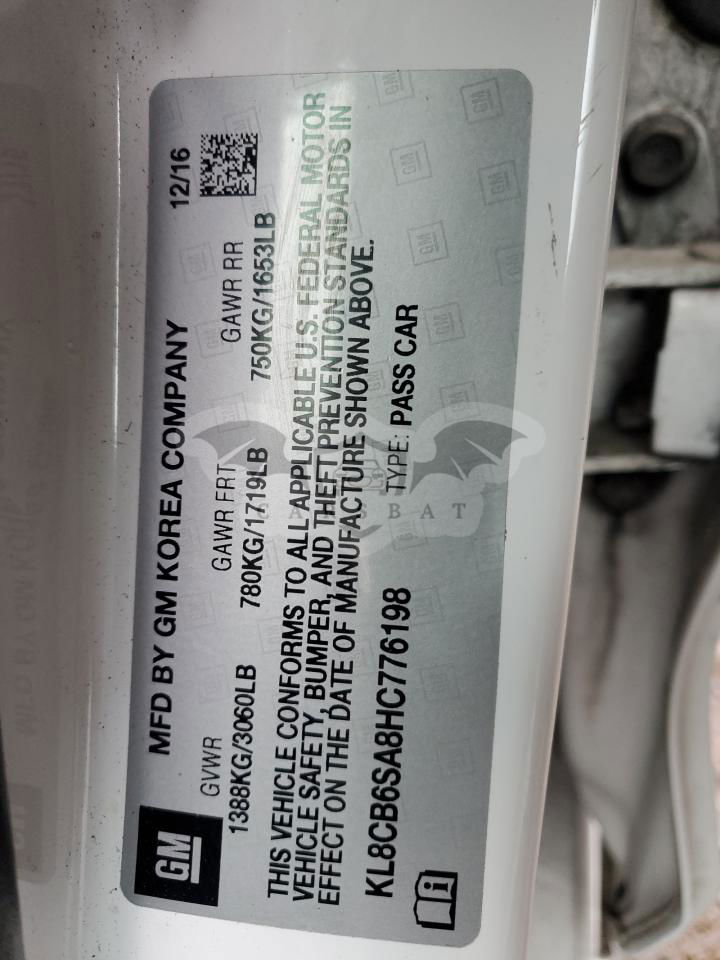 GM
MFD BY GM KOREA COMPANY 12/16
GVWR GAWR FRT GAWR RR
1388KG/3060LB 780KG/1719LB 750KG/1653LB
THIS VEHICLE CONFORMS TO ALL APPLICABLE U.S. FEDERAL MOTOR
VEHICLE SAFETY, BUMPER, AND THEFT PREVENTION STANDARDS IN
EFFECT ON THE DATE OF MANUFACTURE SHOWN ABOVE.
KL8CB6SA8HC776198 TYPE: PASS CAR